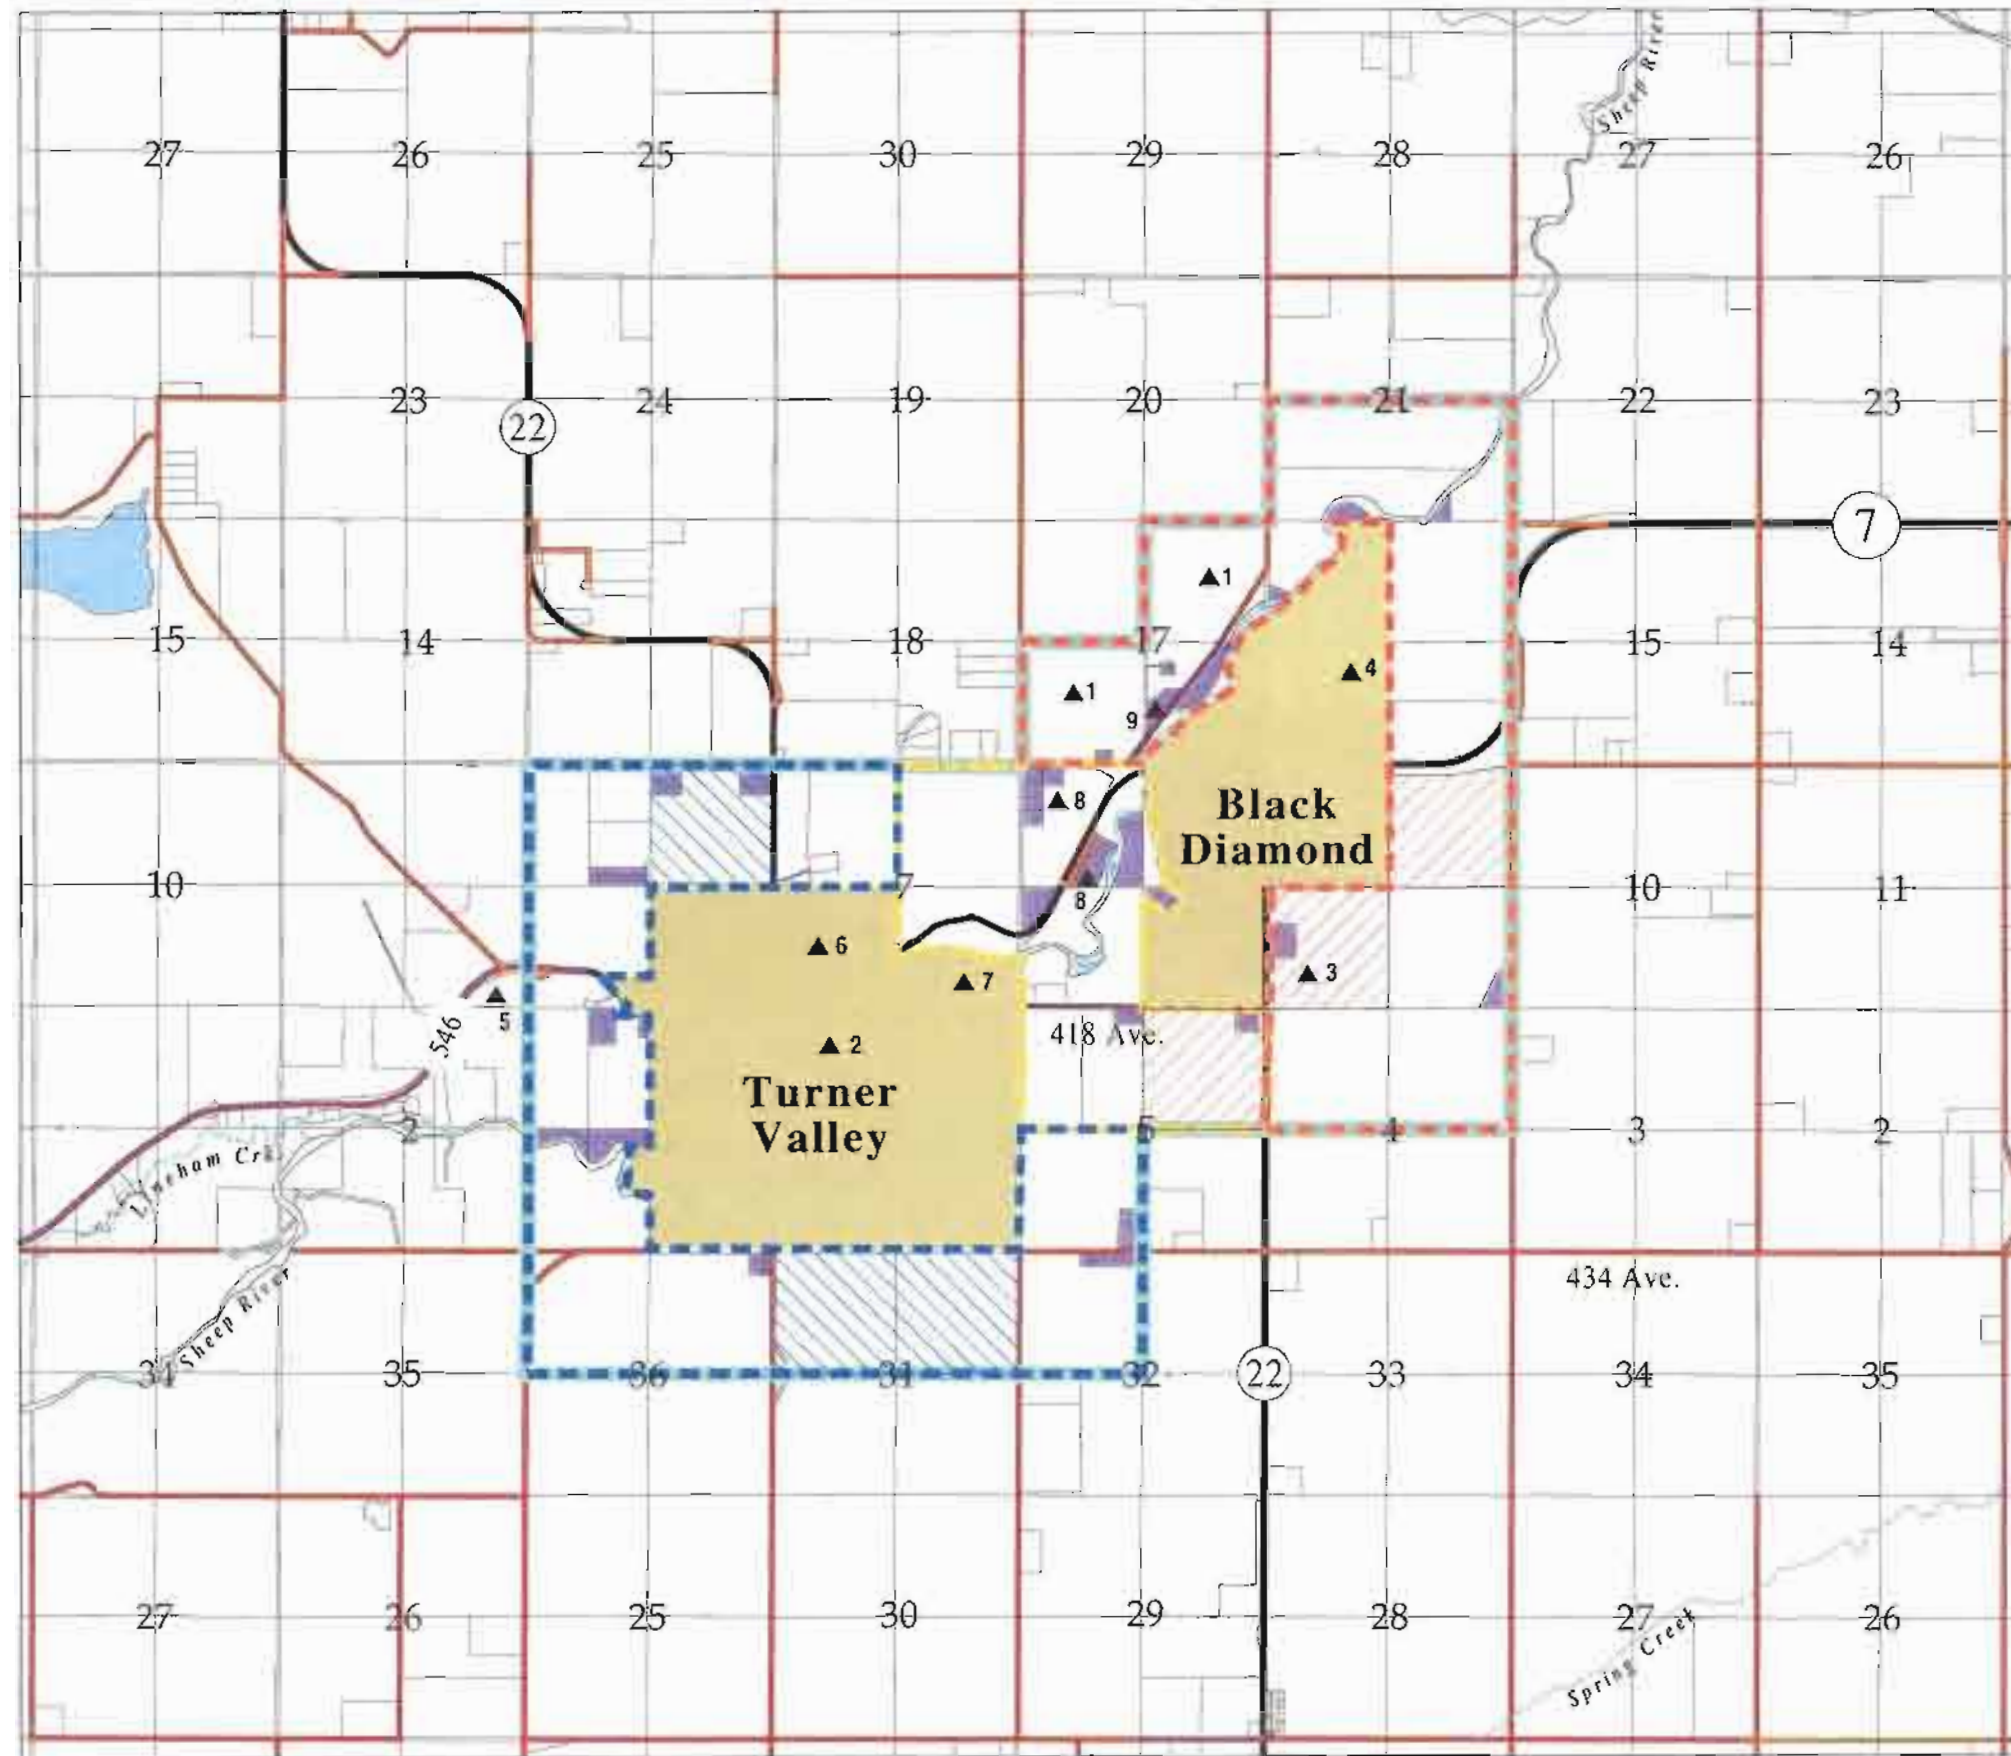 Sheep River
27 26 25 30 29 28 27 26
23 24 19 20 21 22 23
22
7
▲1
15 14 18 17 15 14
▲4
▲1
9
▲8
Black
Diamond
10 7 10 11
8
▲6
▲7
▲3
5
546
418 Ave.
▲2
Turner
Valley
2 5 4 3 2
Lineham Cr.
434 Ave.
Sheep River
34 35 36 31 32 22 33 34 35
27 26 25 30 29 28 27 26
Spring Creek